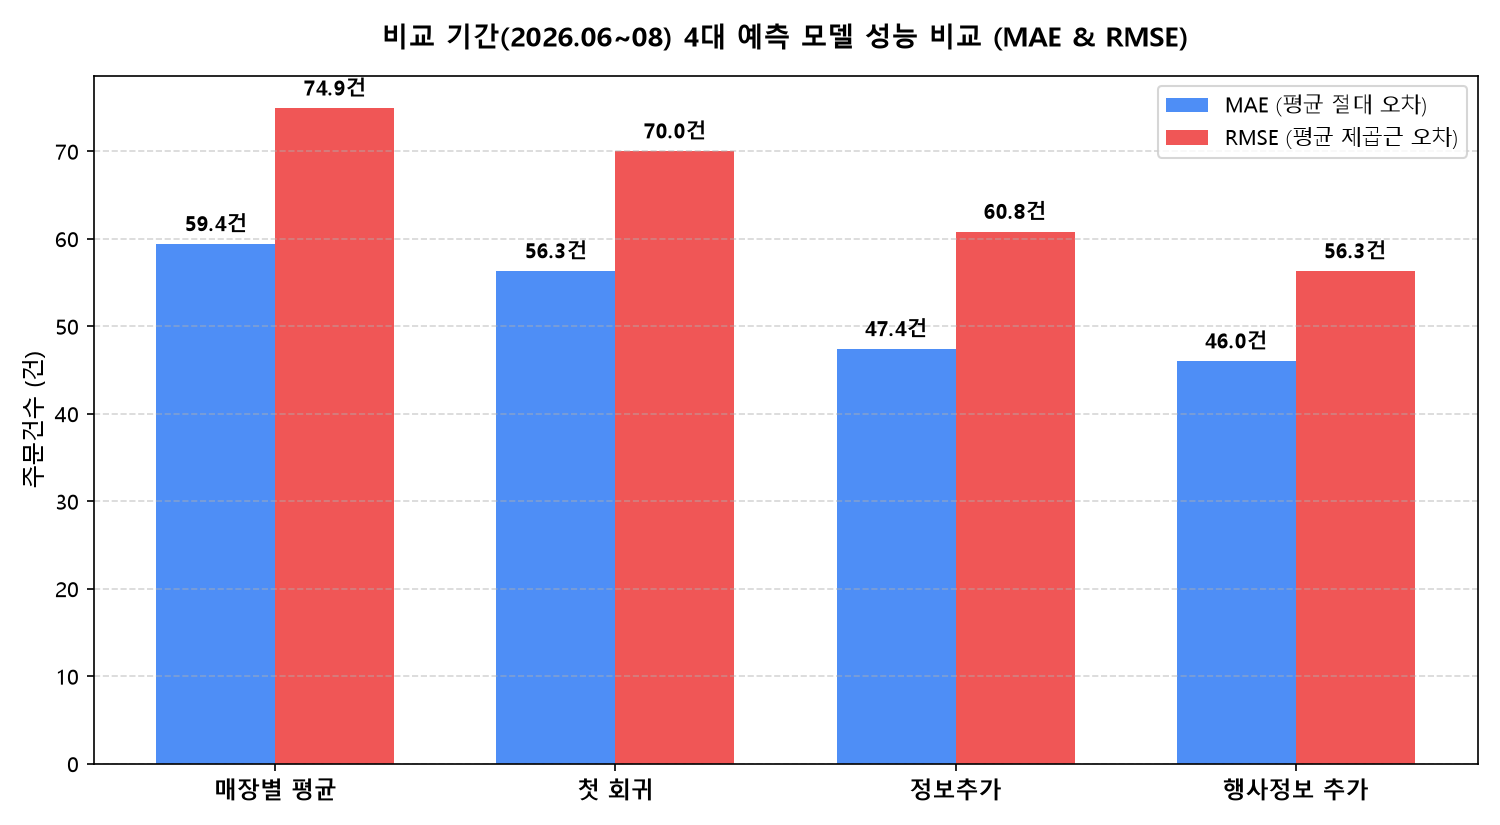 비교 기간(2026.06~08) 4대 예측 모델 성능 비교 (MAE & RMSE)
MAE (평균 절대 오차)
RMSE (평균 제곱근 오차)
주문건수 (건)
70
60
50
40
30
20
10
0
59.4건
74.9건
56.3건
70.0건
47.4건
60.8건
46.0건
56.3건
매장별 평균
첫 회귀
정보추가
행사정보 추가